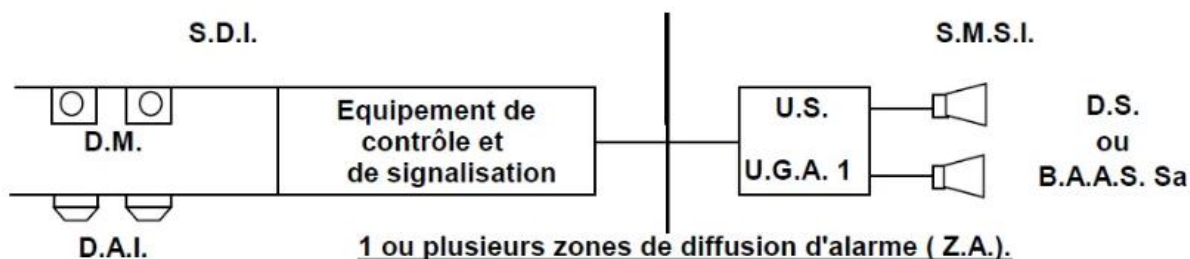 S.D.I.
S.M.S.I.
D.M.
Equipement de
contrôle et
de signalisation
U.S.
U.G.A. 1
D.S.
ou
B.A.A.S. Sa
D.A.I.
1 ou plusieurs zones de diffusion d'alarme ( Z.A.).